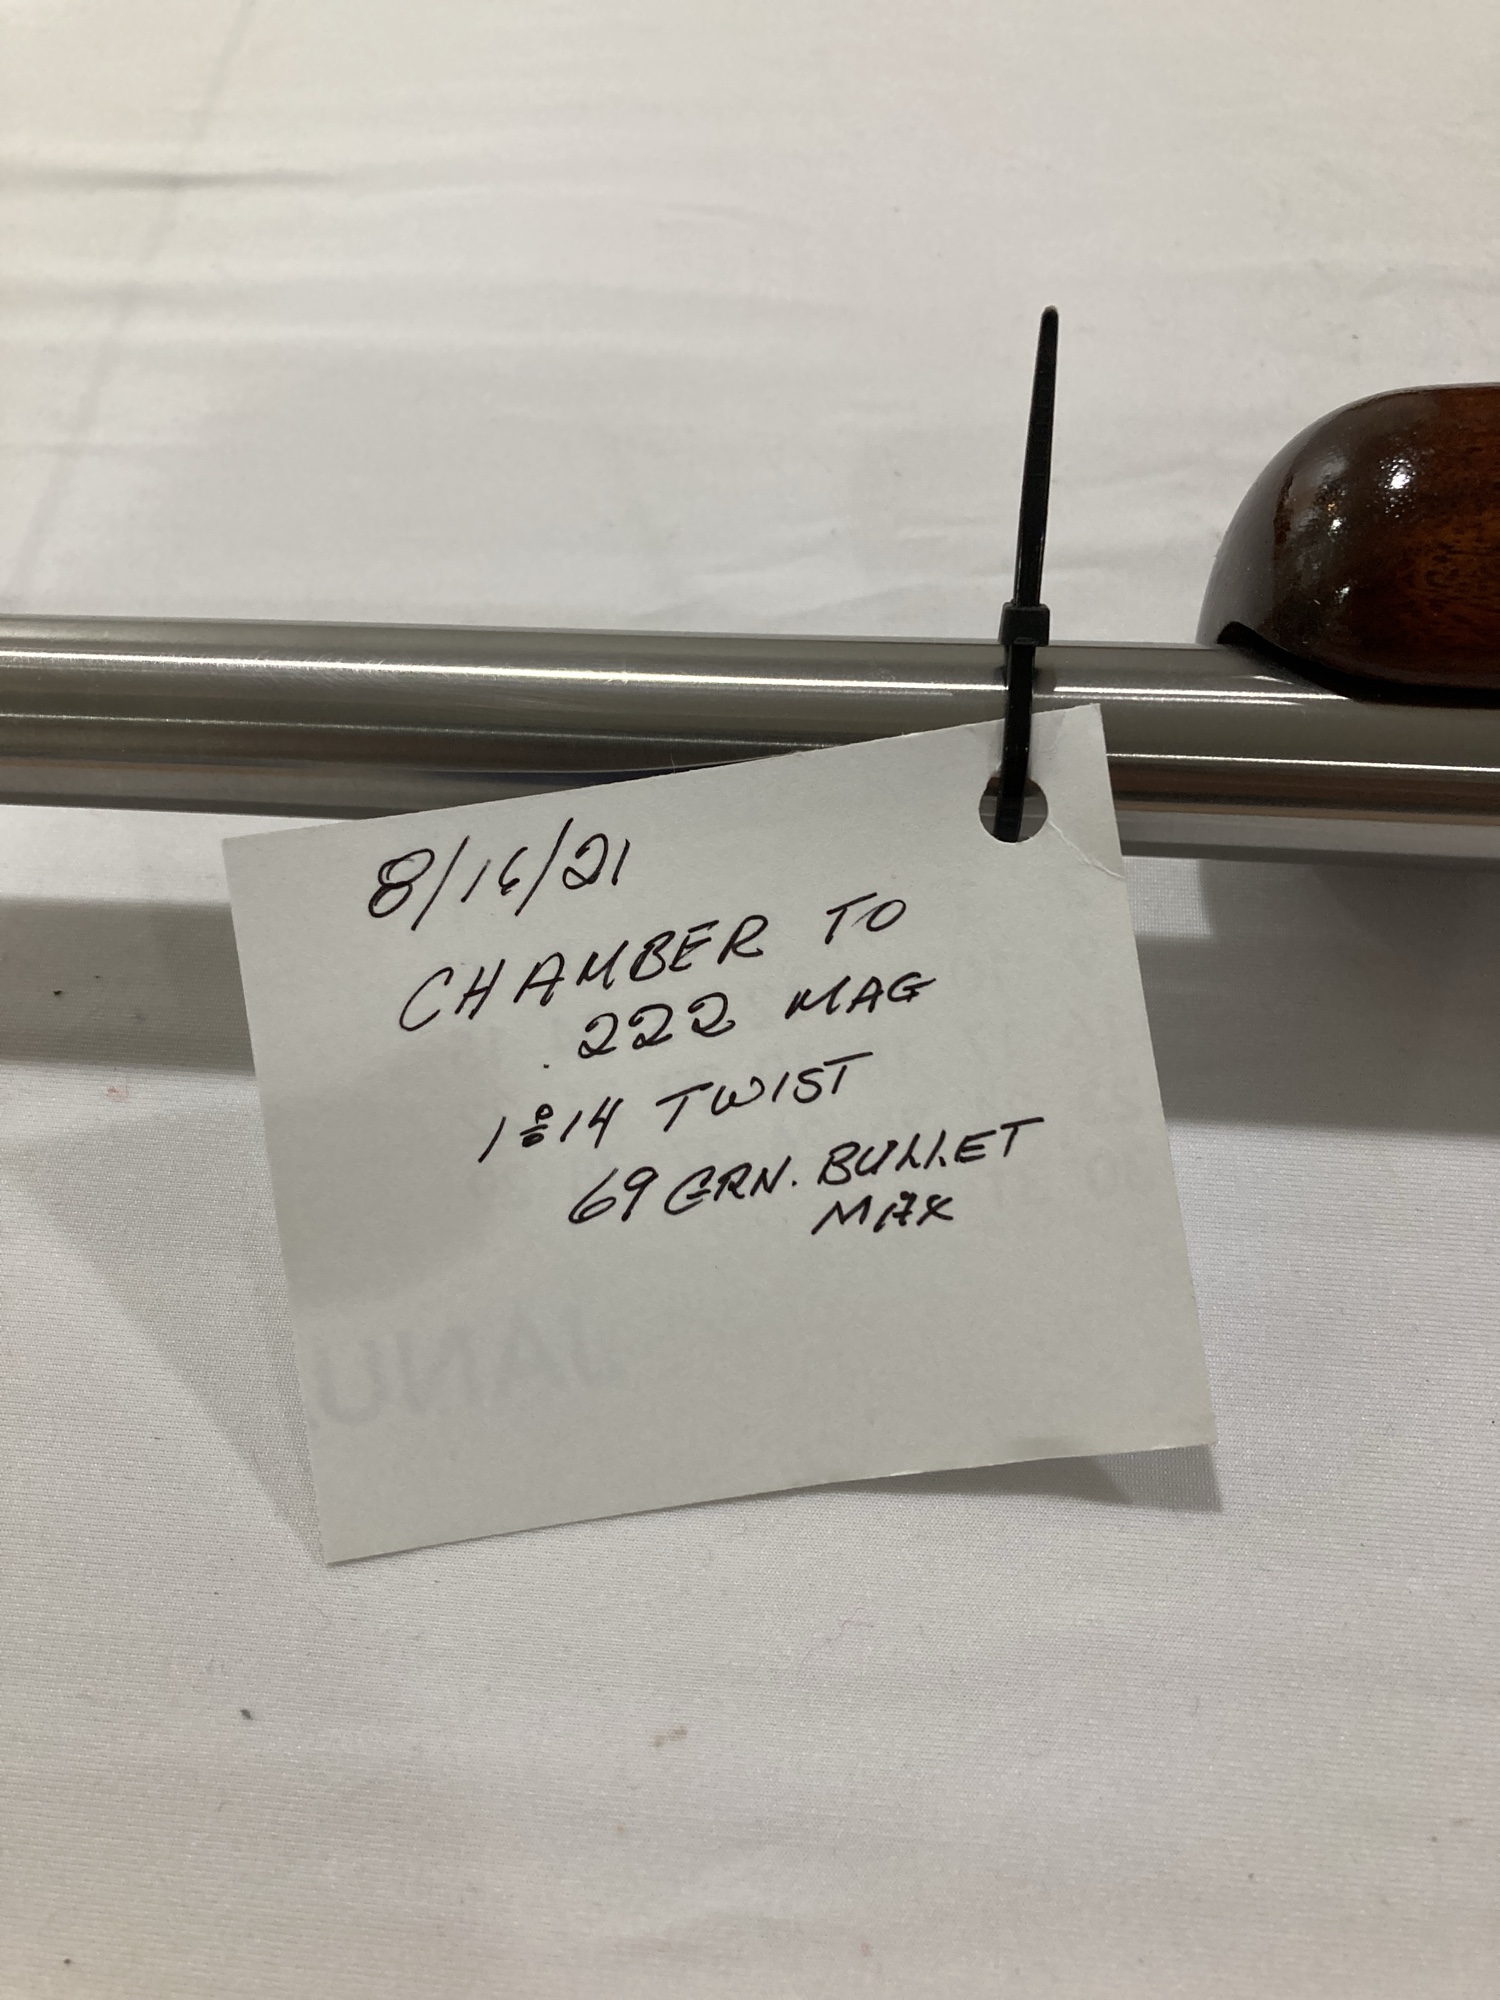 8/16/21
CHAMBER TO
.222 MAG
1:14 TWIST
69 GRN. BULLET
MAX